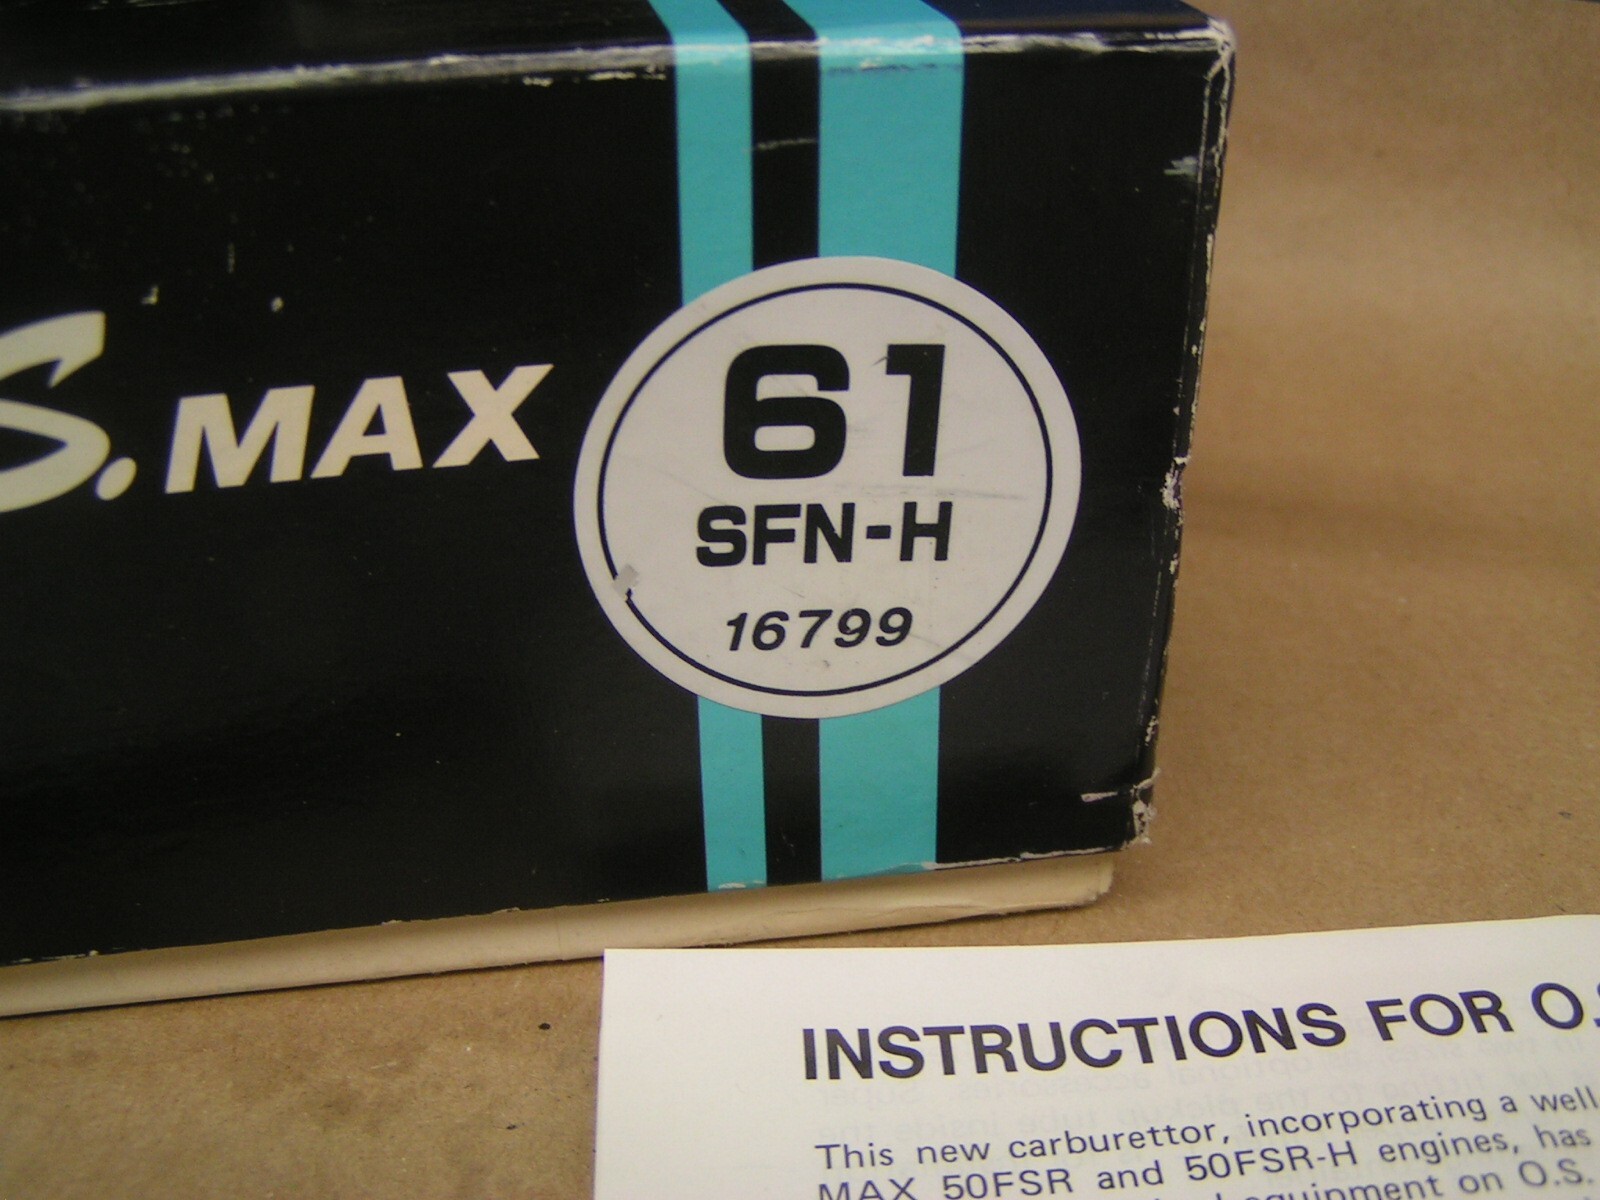 S.MAX
61
SFN-H
16799
INSTRUCTIONS FOR O.S
This new carburettor, incorporating a well
MAX 50FSR and 50FSR-H engines, has
equipment on O.S.